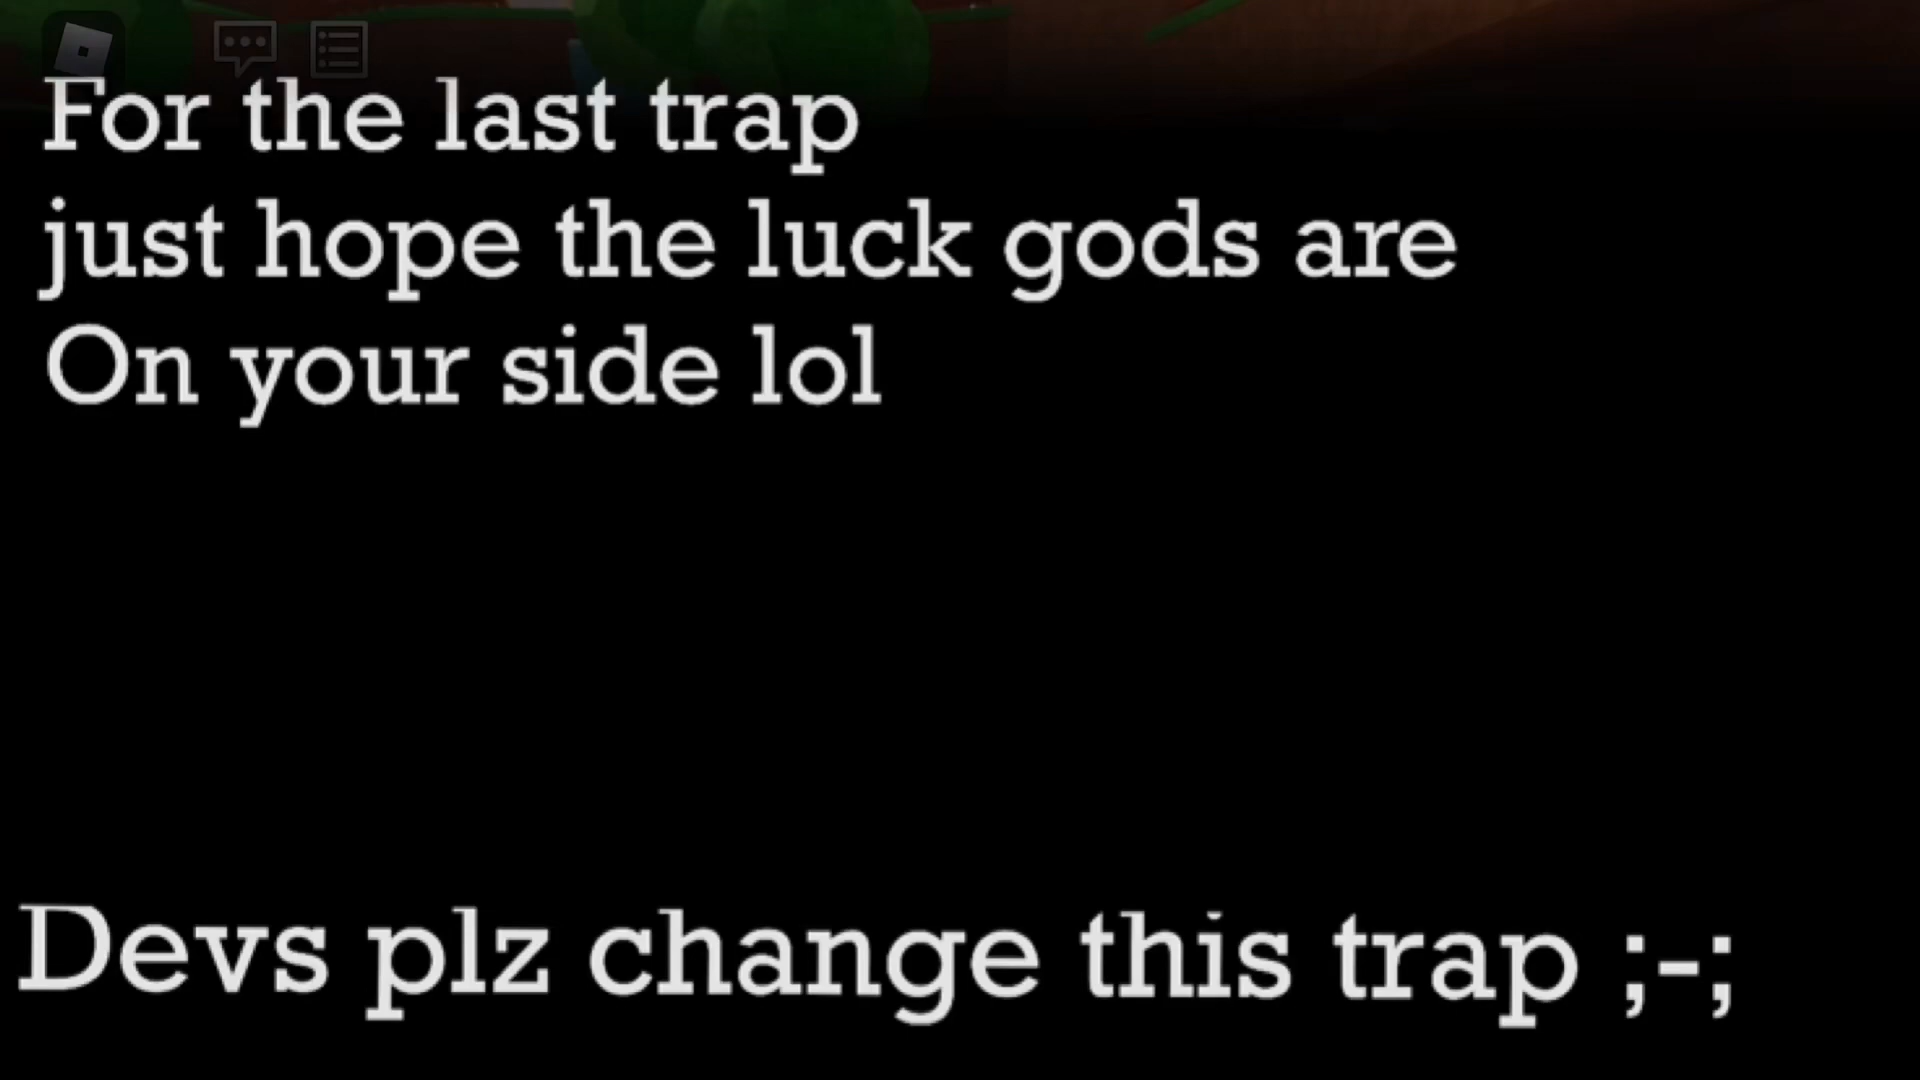 For the last trap
just hope the luck gods are
On your side lol
Devs plz change this trap ;-;